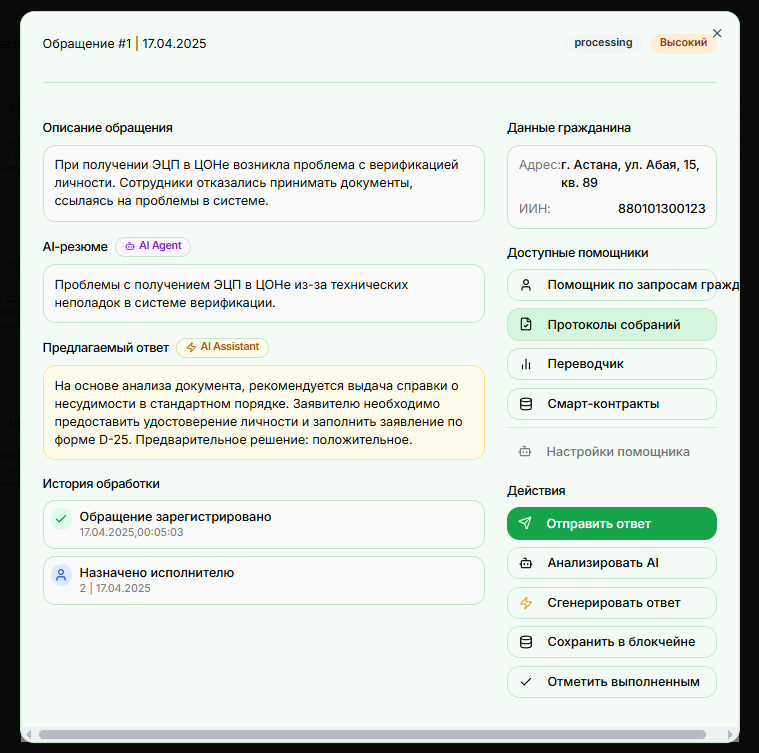 Обращение #1 | 17.04.2025
processing
Высокий
Описание обращения
При получении ЭЦП в ЦОНе возникла проблема с верификацией
личности. Сотрудники отказались принимать документы,
ссылаясь на проблемы в системе.
AI-резюме
AI Agent
Проблемы с получением ЭЦП в ЦОНе из-за технических
неполадок в системе верификации.
Предлагаемый ответ
AI Assistant
На основе анализа документа, рекомендуется выдача справки о
несудимости в стандартном порядке. Заявителю необходимо
предоставить удостоверение личности и заполнить заявление по
форме D-25. Предварительное решение: положительное.
История обработки
Обращение зарегистрировано
17.04.2025,00:05:03
Назначено исполнителю
2 | 17.04.2025
Данные гражданина
Адрес:г. Астана, ул. Абая, 15,
кв. 89
ИИН: 880101300123
Доступные помощники
Помощник по запросам гражд
Протоколы собраний
Переводчик
Смарт-контракты
Настройки помощника
Действия
Отправить ответ
Анализировать AI
Сгенерировать ответ
Сохранить в блокчейне
Отметить выполненным